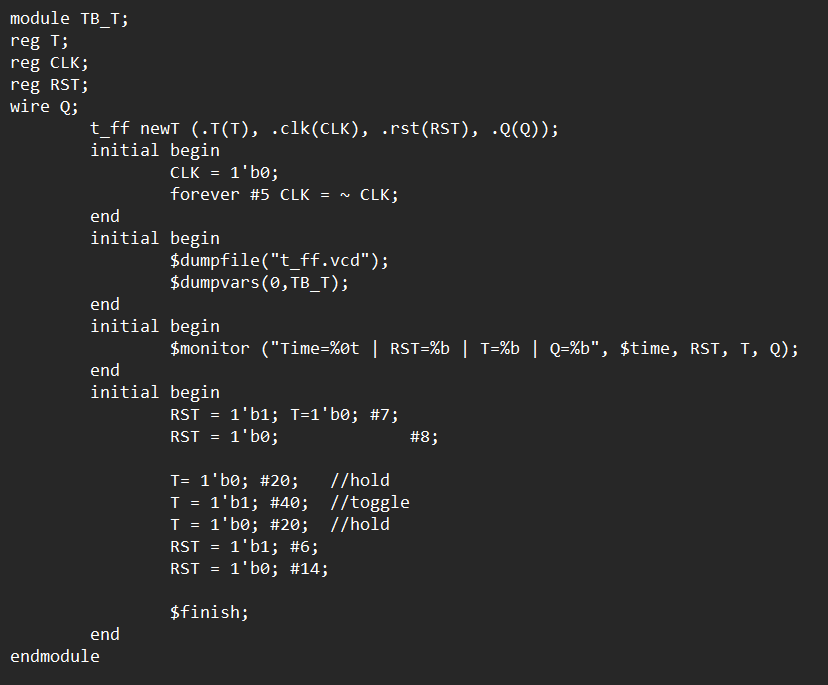 module TB_T;
reg T;
reg CLK;
reg RST;
wire Q;
        t_ff newT (.T(T), .clk(CLK), .rst(RST), .Q(Q));
        initial begin
                CLK = 1'b0;
                forever #5 CLK = ~ CLK;
        end
        initial begin
                $dumpfile("t_ff.vcd");
                $dumpvars(0,TB_T);
        end
        initial begin
                $monitor ("Time=%0t | RST=%b | T=%b | Q=%b", $time, RST, T, Q);
        end
        initial begin
                RST = 1'b1; T=1'b0; #7;
                RST = 1'b0;             #8;

                T= 1'b0; #20;   //hold
                T = 1'b1; #40;  //toggle
                T = 1'b0; #20;  //hold
                RST = 1'b1; #6;
                RST = 1'b0; #14;

                $finish;
        end
endmodule